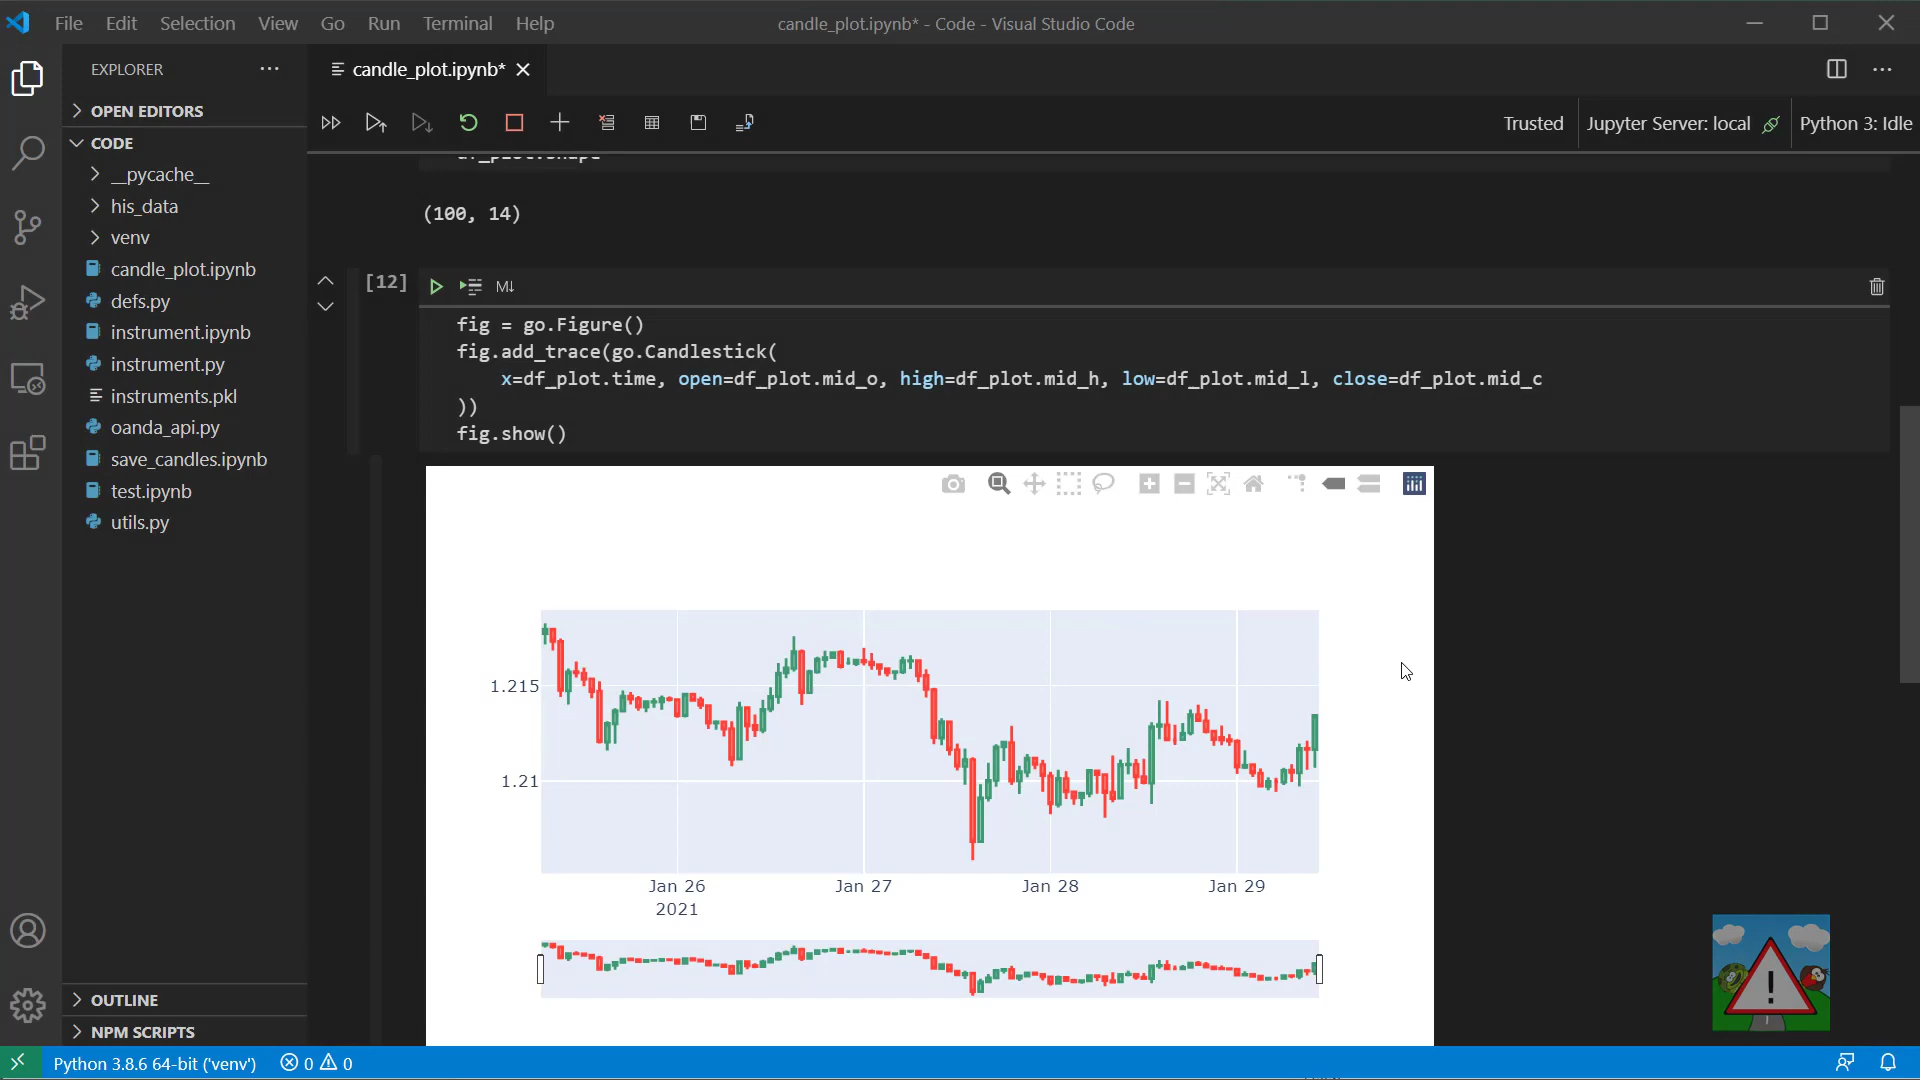 File Edit Selection View Go Run Terminal Help
candle_plot.ipynb* - Code - Visual Studio Code
EXPLORER
candle_plot.ipynb*
OPEN EDITORS
CODE
Trusted
Jupyter Server: local
Python 3: Idle
__pycache__
his_data
venv
candle_plot.ipynb
defs.py
instrument.ipynb
instrument.py
instruments.pkl
oanda_api.py
save_candles.ipynb
test.ipynb
utils.py
OUTLINE
NPM SCRIPTS
df_plot.shape
(100, 14)
[12]
M↓
fig = go.Figure()
fig.add_trace(go.Candlestick(
x=df_plot.time, open=df_plot.mid_o, high=df_plot.mid_h, low=df_plot.mid_l, close=df_plot.mid_c
))
fig.show()
1.215
1.21
Jan 26
2021
Jan 27
Jan 28
Jan 29
!
Python 3.8.6 64-bit ('venv')
0
0